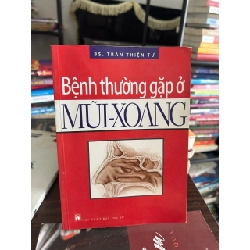 BS. TRẦN THIỆN TƯ
Bệnh thường gặp ở
MŨI-XOANG